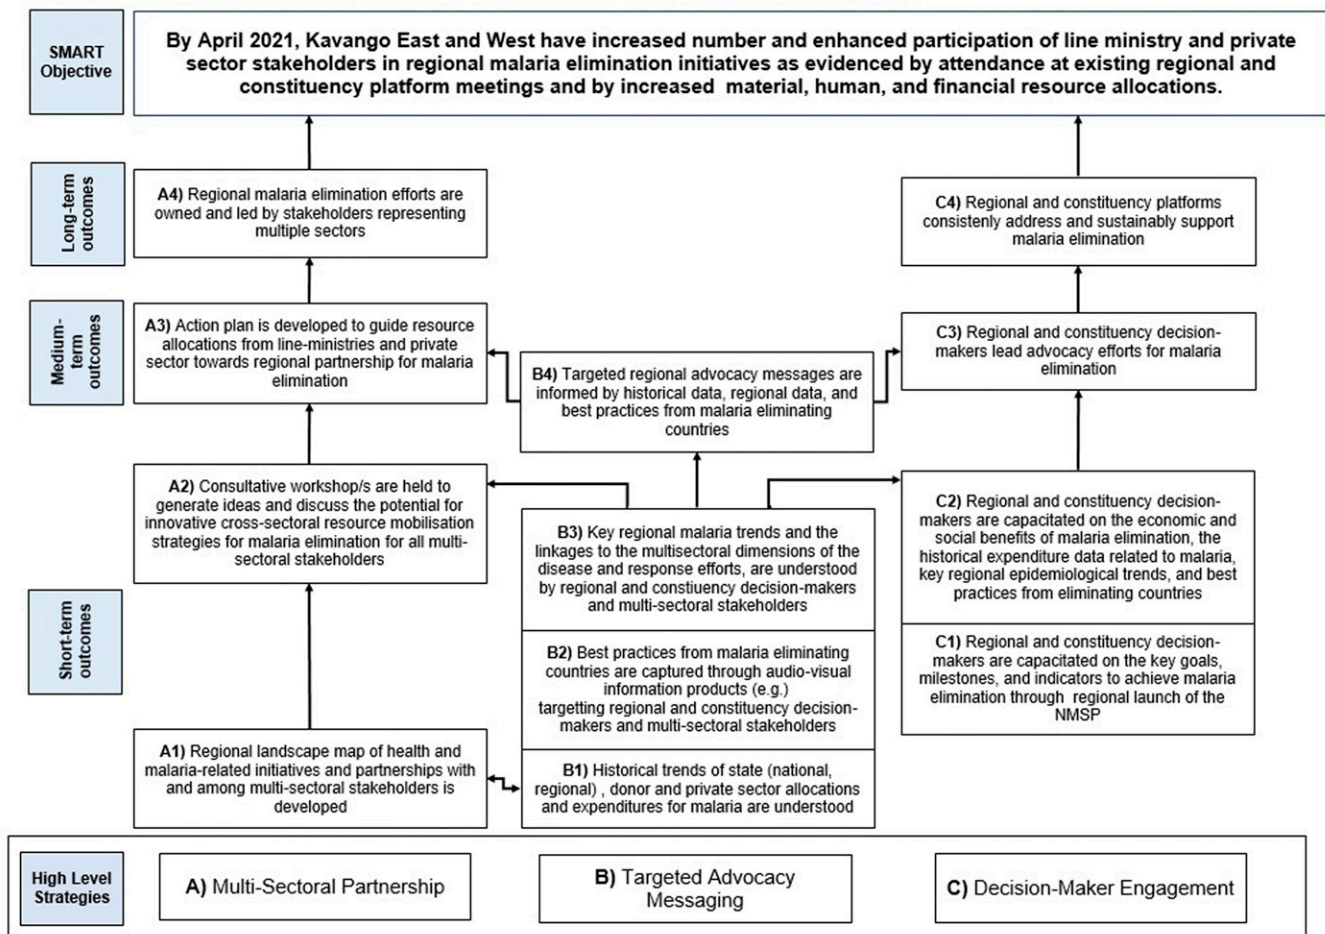 SMART
Objective
By April 2021, Kavango East and West have increased number and enhanced participation of line ministry and private
sector stakeholders in regional malaria elimination initiatives as evidenced by attendance at existing regional and
constituency platform meetings and by increased material, human, and financial resource allocations.
Long-term
outcomes
A4) Regional malaria elimination efforts are
owned and led by stakeholders representing
multiple sectors
C4) Regional and constituency platforms
consistenly address and sustainably support
malaria elimination
Medium-
term
outcomes
A3) Action plan is developed to guide resource
allocations from line-ministries and private
sector towards regional partnership for malaria
elimination
B4) Targeted regional advocacy messages are
informed by historical data, regional data, and
best practices from malaria eliminating
countries
C3) Regional and constituency decision-
makers lead advocacy efforts for malaria
elimination
Short-term
outcomes
A2) Consultative workshop/s are held to
generate ideas and discuss the potential for
innovative cross-sectoral resource mobilisation
strategies for malaria elimination for all multi-
sectoral stakeholders
B3) Key regional malaria trends and the
linkages to the multisectoral dimensions of the
disease and response efforts, are understood
by regional and constiuency decision-makers
and multi-sectoral stakeholders
C2) Regional and constituency decision-
makers are capacitated on the economic and
social benefits of malaria elimination, the
historical expenditure data related to malaria,
key regional epidemiological trends, and best
practices from eliminating countries
B2) Best practices from malaria eliminating
countries are captured through audio-visual
information products (e.g.)
targetting regional and constituency decision-
makers and multi-sectoral stakeholders
C1) Regional and constituency decision-
makers are capacitated on the key goals,
milestones, and indicators to achieve malaria
elimination through regional launch of the
NMSP
A1) Regional landscape map of health and
malaria-related initiatives and partnerships with
and among multi-sectoral stakeholders is
developed
B1) Historical trends of state (national,
regional) , donor and private sector allocations
and expenditures for malaria are understood
High Level
Strategies
A) Multi-Sectoral Partnership
B) Targeted Advocacy
Messaging
C) Decision-Maker Engagement